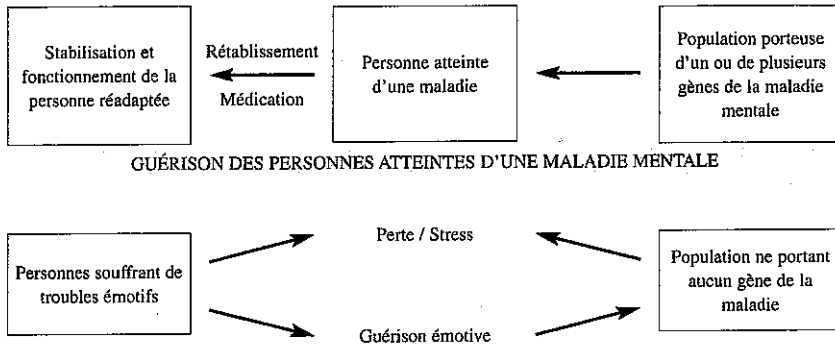 Stabilisation et
fonctionnement de la
personne réadaptée
Rétablissement
Médication
Personne atteinte
d'une maladie
Population porteuse
d'un ou de plusieurs
gènes de la maladie
mentale
GUÉRISON DES PERSONNES ATTEINTES D'UNE MALADIE MENTALE
Personnes souffrant de
troubles émotifs
Perte / Stress
Guérison émotive
Population ne portant
aucun gène de la
maladie